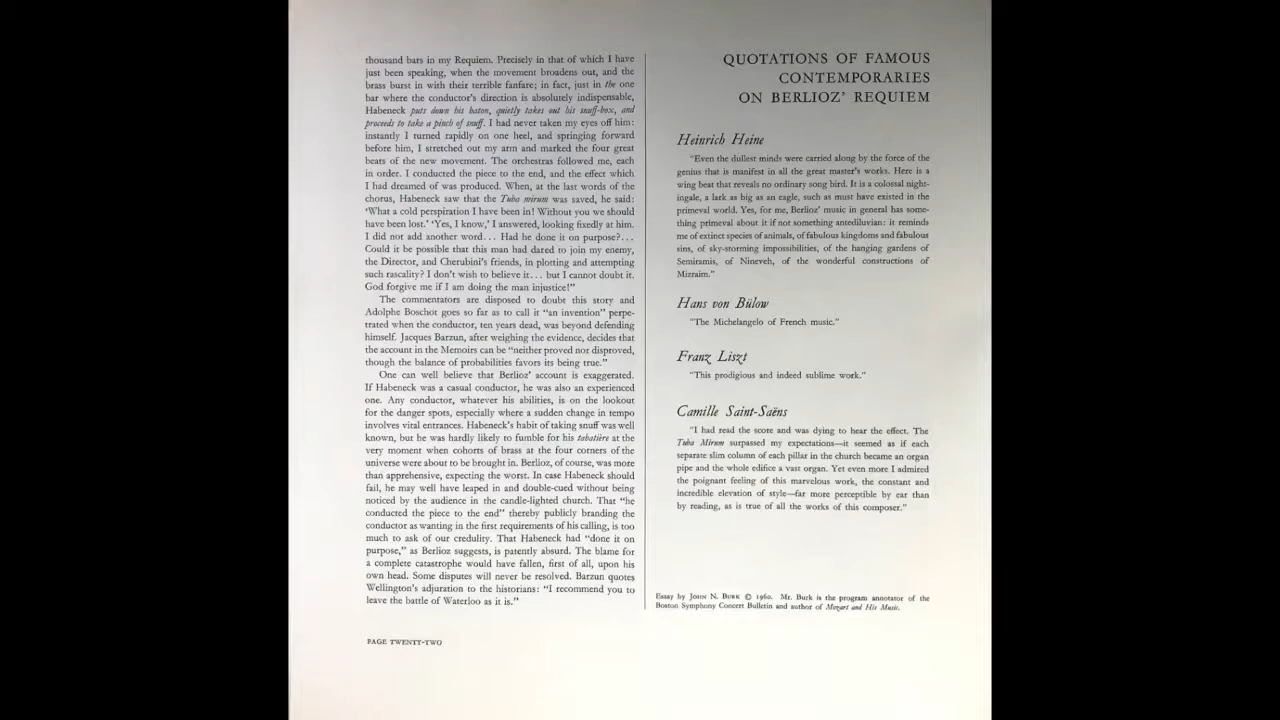 thousand bars in my Requiem. Precisely in that of which I have
just been speaking, when the movement broadens out, and the
brass burst in with their terrible fanfare; in fact, just in the one
bar where the conductor's direction is absolutely indispensable,
Habeneck puts down his baton, quietly takes out his snuff-box, and
proceeds to take a pinch of snuff. I had never taken my eyes off him:
instantly I turned rapidly on one heel, and springing forward
before him, I stretched out my arm and marked the four great
beats of the new movement. The orchestras followed me, each
in order. I conducted the piece to the end, and the effect which
I had dreamed of was produced. When, at the last words of the
chorus, Habeneck saw that the Tuba mirum was saved, he said:
'What a cold perspiration I have been in! Without you we should
have been lost.' 'Yes, I know,' I answered, looking fixedly at him.
I did not add another word... Had he done it on purpose?...
Could it be possible that this man had dared to join my enemy,
the Director, and Cherubini's friends, in plotting and attempting
such rascality? I don't wish to believe it... but I cannot doubt it.
God forgive me if I am doing the man injustice!"
The commentators are disposed to doubt this story and
Adolphe Boschot goes so far as to call it "an invention" perpe-
trated when the conductor, ten years dead, was beyond defending
himself. Jacques Barzun, after weighing the evidence, decides that
the account in the Memoirs can be "neither proved nor disproved,
though the balance of probabilities favors its being true."
One can well believe that Berlioz' account is exaggerated.
If Habeneck was a casual conductor, he was also an experienced
one. Any conductor, whatever his abilities, is on the lookout
for the danger spots, especially where a sudden change in tempo
involves vital entrances. Habeneck's habit of taking snuff was well
known, but he was hardly likely to fumble for his tabatière at the
very moment when cohorts of brass at the four corners of the
universe were about to be brought in. Berlioz, of course, was more
than apprehensive, expecting the worst. In case Habeneck should
fail, he may well have leaped in and double-cued without being
noticed by the audience in the candle-lighted church. That "he
conducted the piece to the end" thereby publicly branding the
conductor as wanting in the first requirements of his calling, is too
much to ask of our credulity. That Habeneck had "done it on
purpose," as Berlioz suggests, is patently absurd. The blame for
a complete catastrophe would have fallen, first of all, upon his
own head. Some disputes will never be resolved. Barzun quotes
Wellington's adjuration to the historians: "I recommend you to
leave the battle of Waterloo as it is."
PAGE TWENTY-TWO
QUOTATIONS OF FAMOUS
CONTEMPORARIES
ON BERLIOZ' REQUIEM
Heinrich Heine
"Even the dullest minds were carried along by the force of the
genius that is manifest in all the great master's works. Here is a
wing beat that reveals no ordinary song bird. It is a colossal night-
ingale, a lark as big as an eagle, such as must have existed in the
primeval world. Yes, for me, Berlioz' music in general has some-
thing primeval about it if not something antediluvian: it reminds
me of extinct species of animals, of fabulous kingdoms and fabulous
sins, of sky-storming impossibilities, of the hanging gardens of
Semiramis, of Nineveh, of the wonderful constructions of
Mizraim."
Hans von Bülow
"The Michelangelo of French music."
Franz Liszt
"This prodigious and indeed sublime work."
Camille Saint-Saëns
"I had read the score and was dying to hear the effect. The
Tuba Mirum surpassed my expectations—it seemed as if each
separate slim column of each pillar in the church became an organ
pipe and the whole edifice a vast organ. Yet even more I admired
the poignant feeling of this marvelous work, the constant and
incredible elevation of style—far more perceptible by ear than
by reading, as is true of all the works of this composer."
Essay by JOHN N. BURK © 1960. Mr. Burk is the program annotator of the
Boston Symphony Concert Bulletin and author of Mozart and His Music.